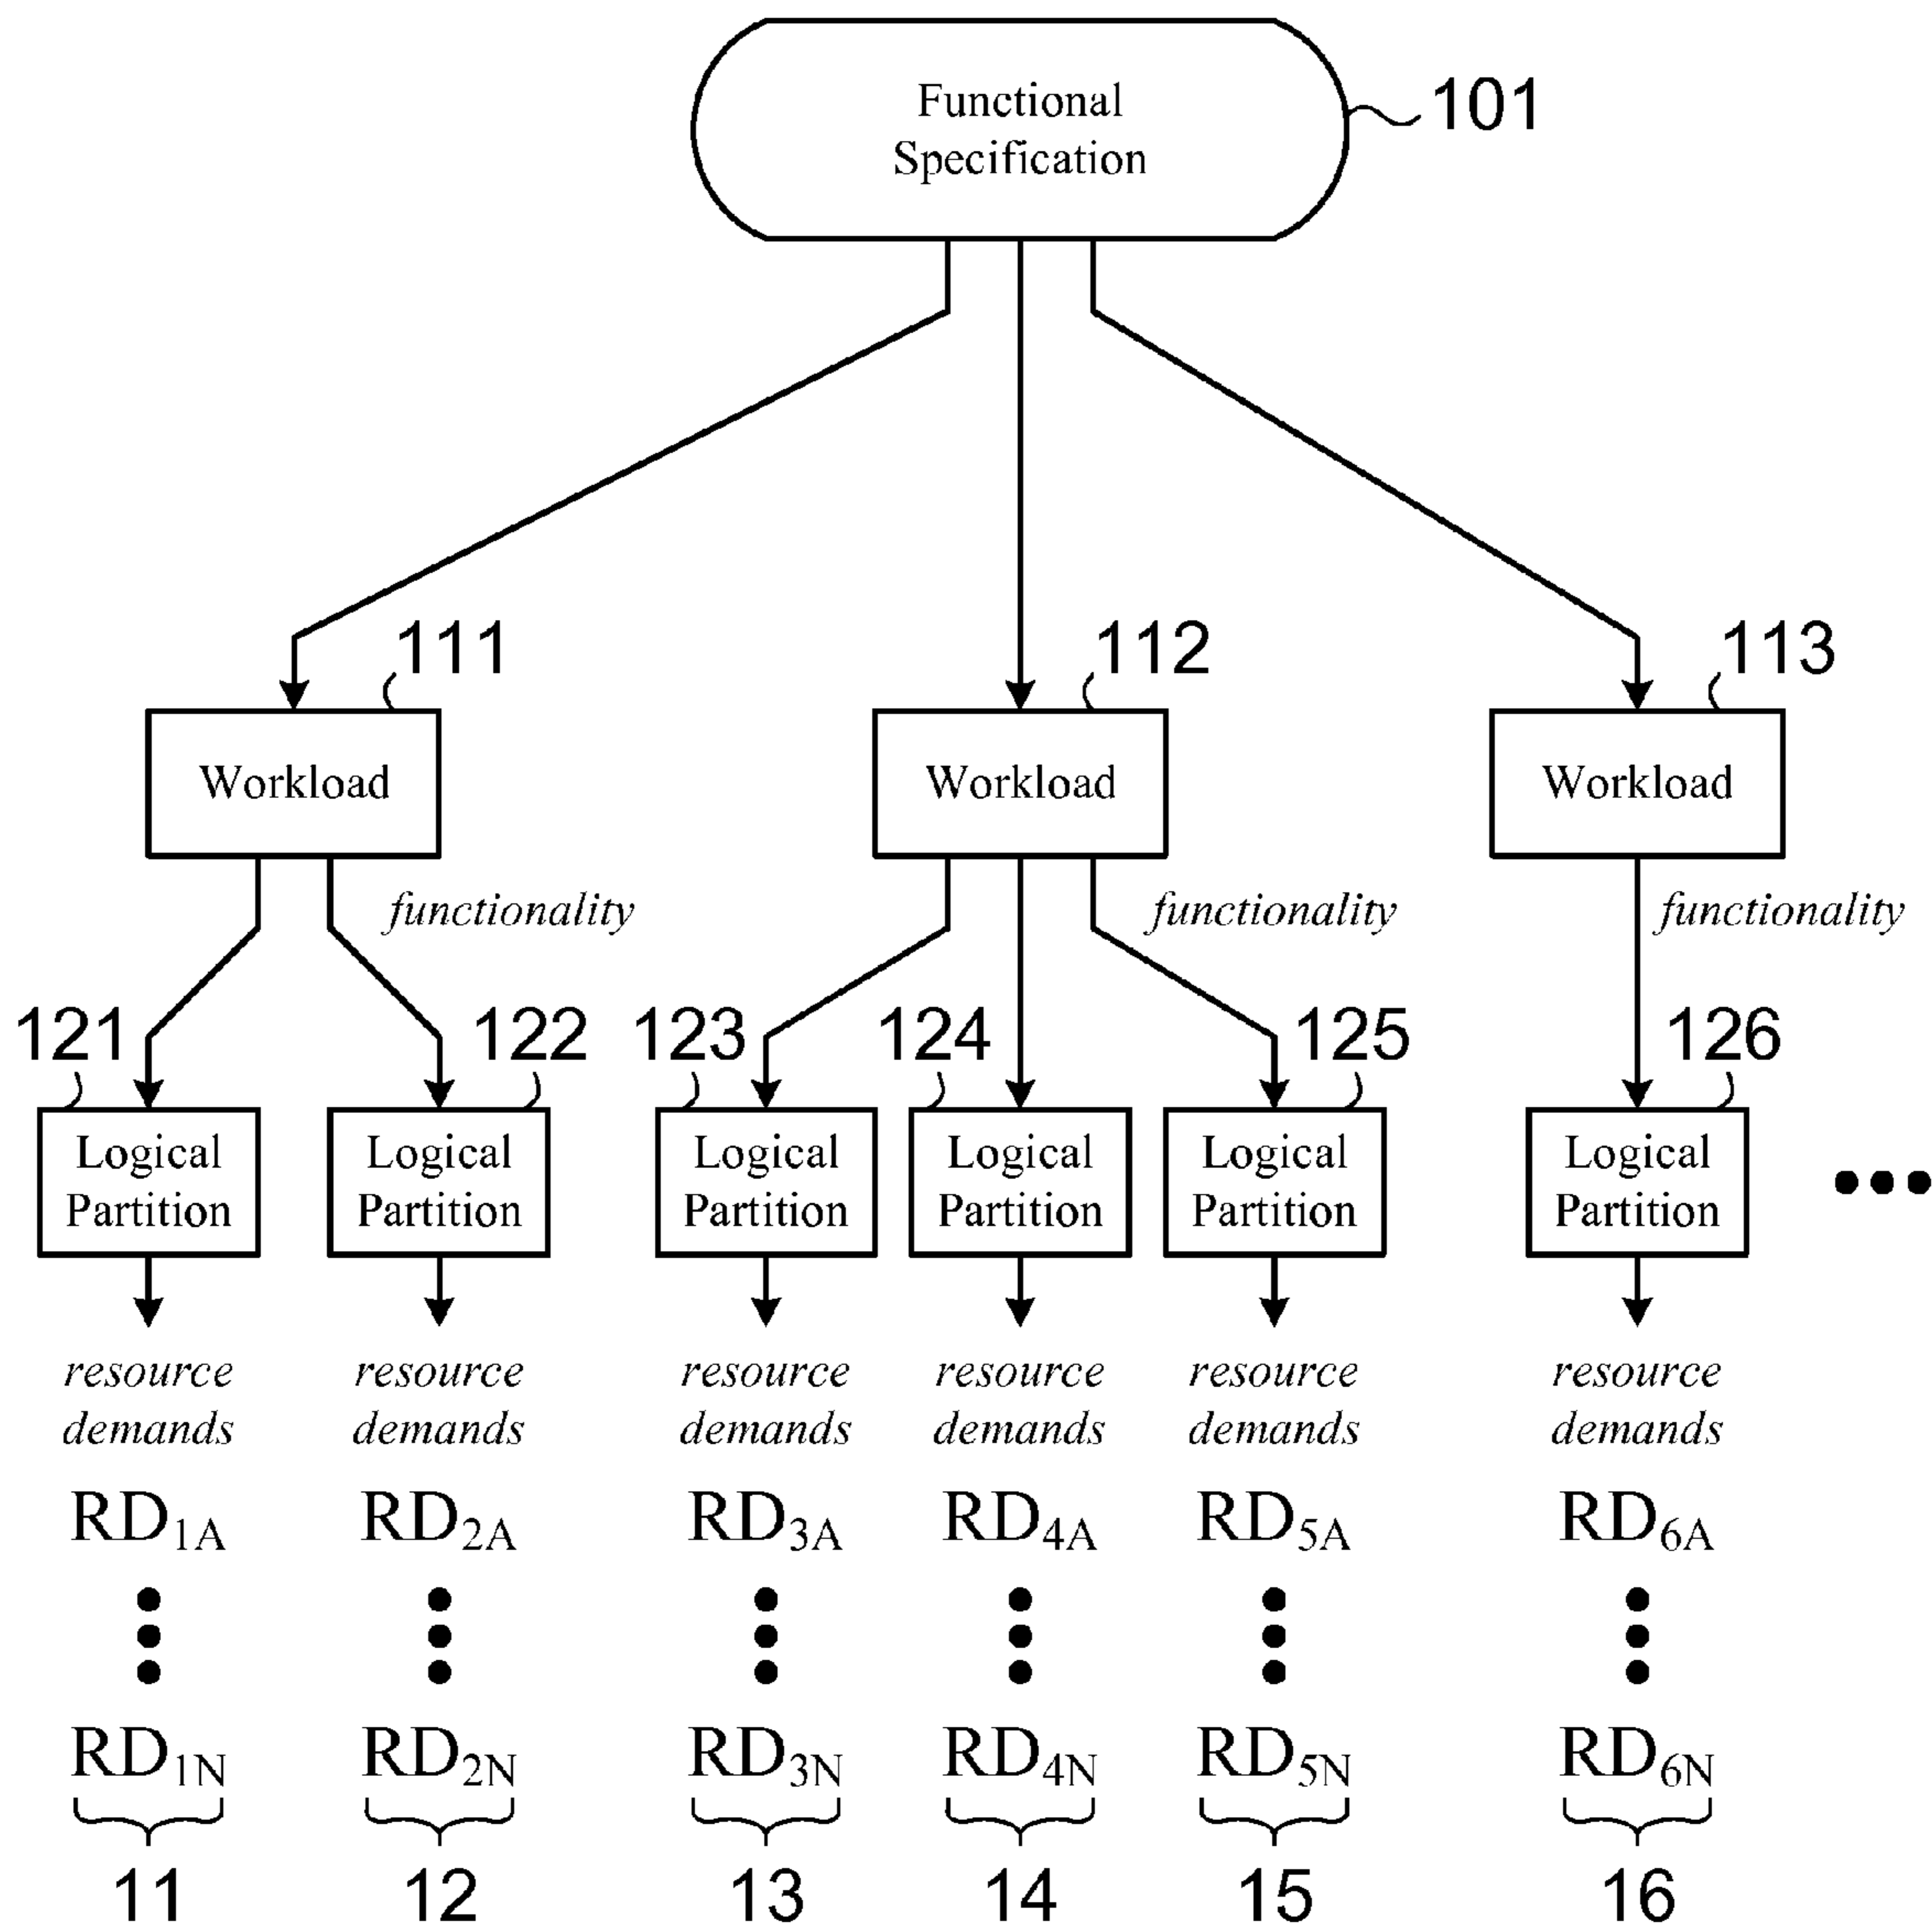 Functional
Specification
101
111
112
113
Workload
Workload
Workload
functionality
functionality
functionality
121
122
123
124
125
126
Logical
Partition
Logical
Partition
Logical
Partition
Logical
Partition
Logical
Partition
Logical
Partition
resource
demands
resource
demands
resource
demands
resource
demands
resource
demands
resource
demands
RD1A
RD2A
RD3A
RD4A
RD5A
RD6A
RD1N
RD2N
RD3N
RD4N
RD5N
RD6N
11
12
13
14
15
16